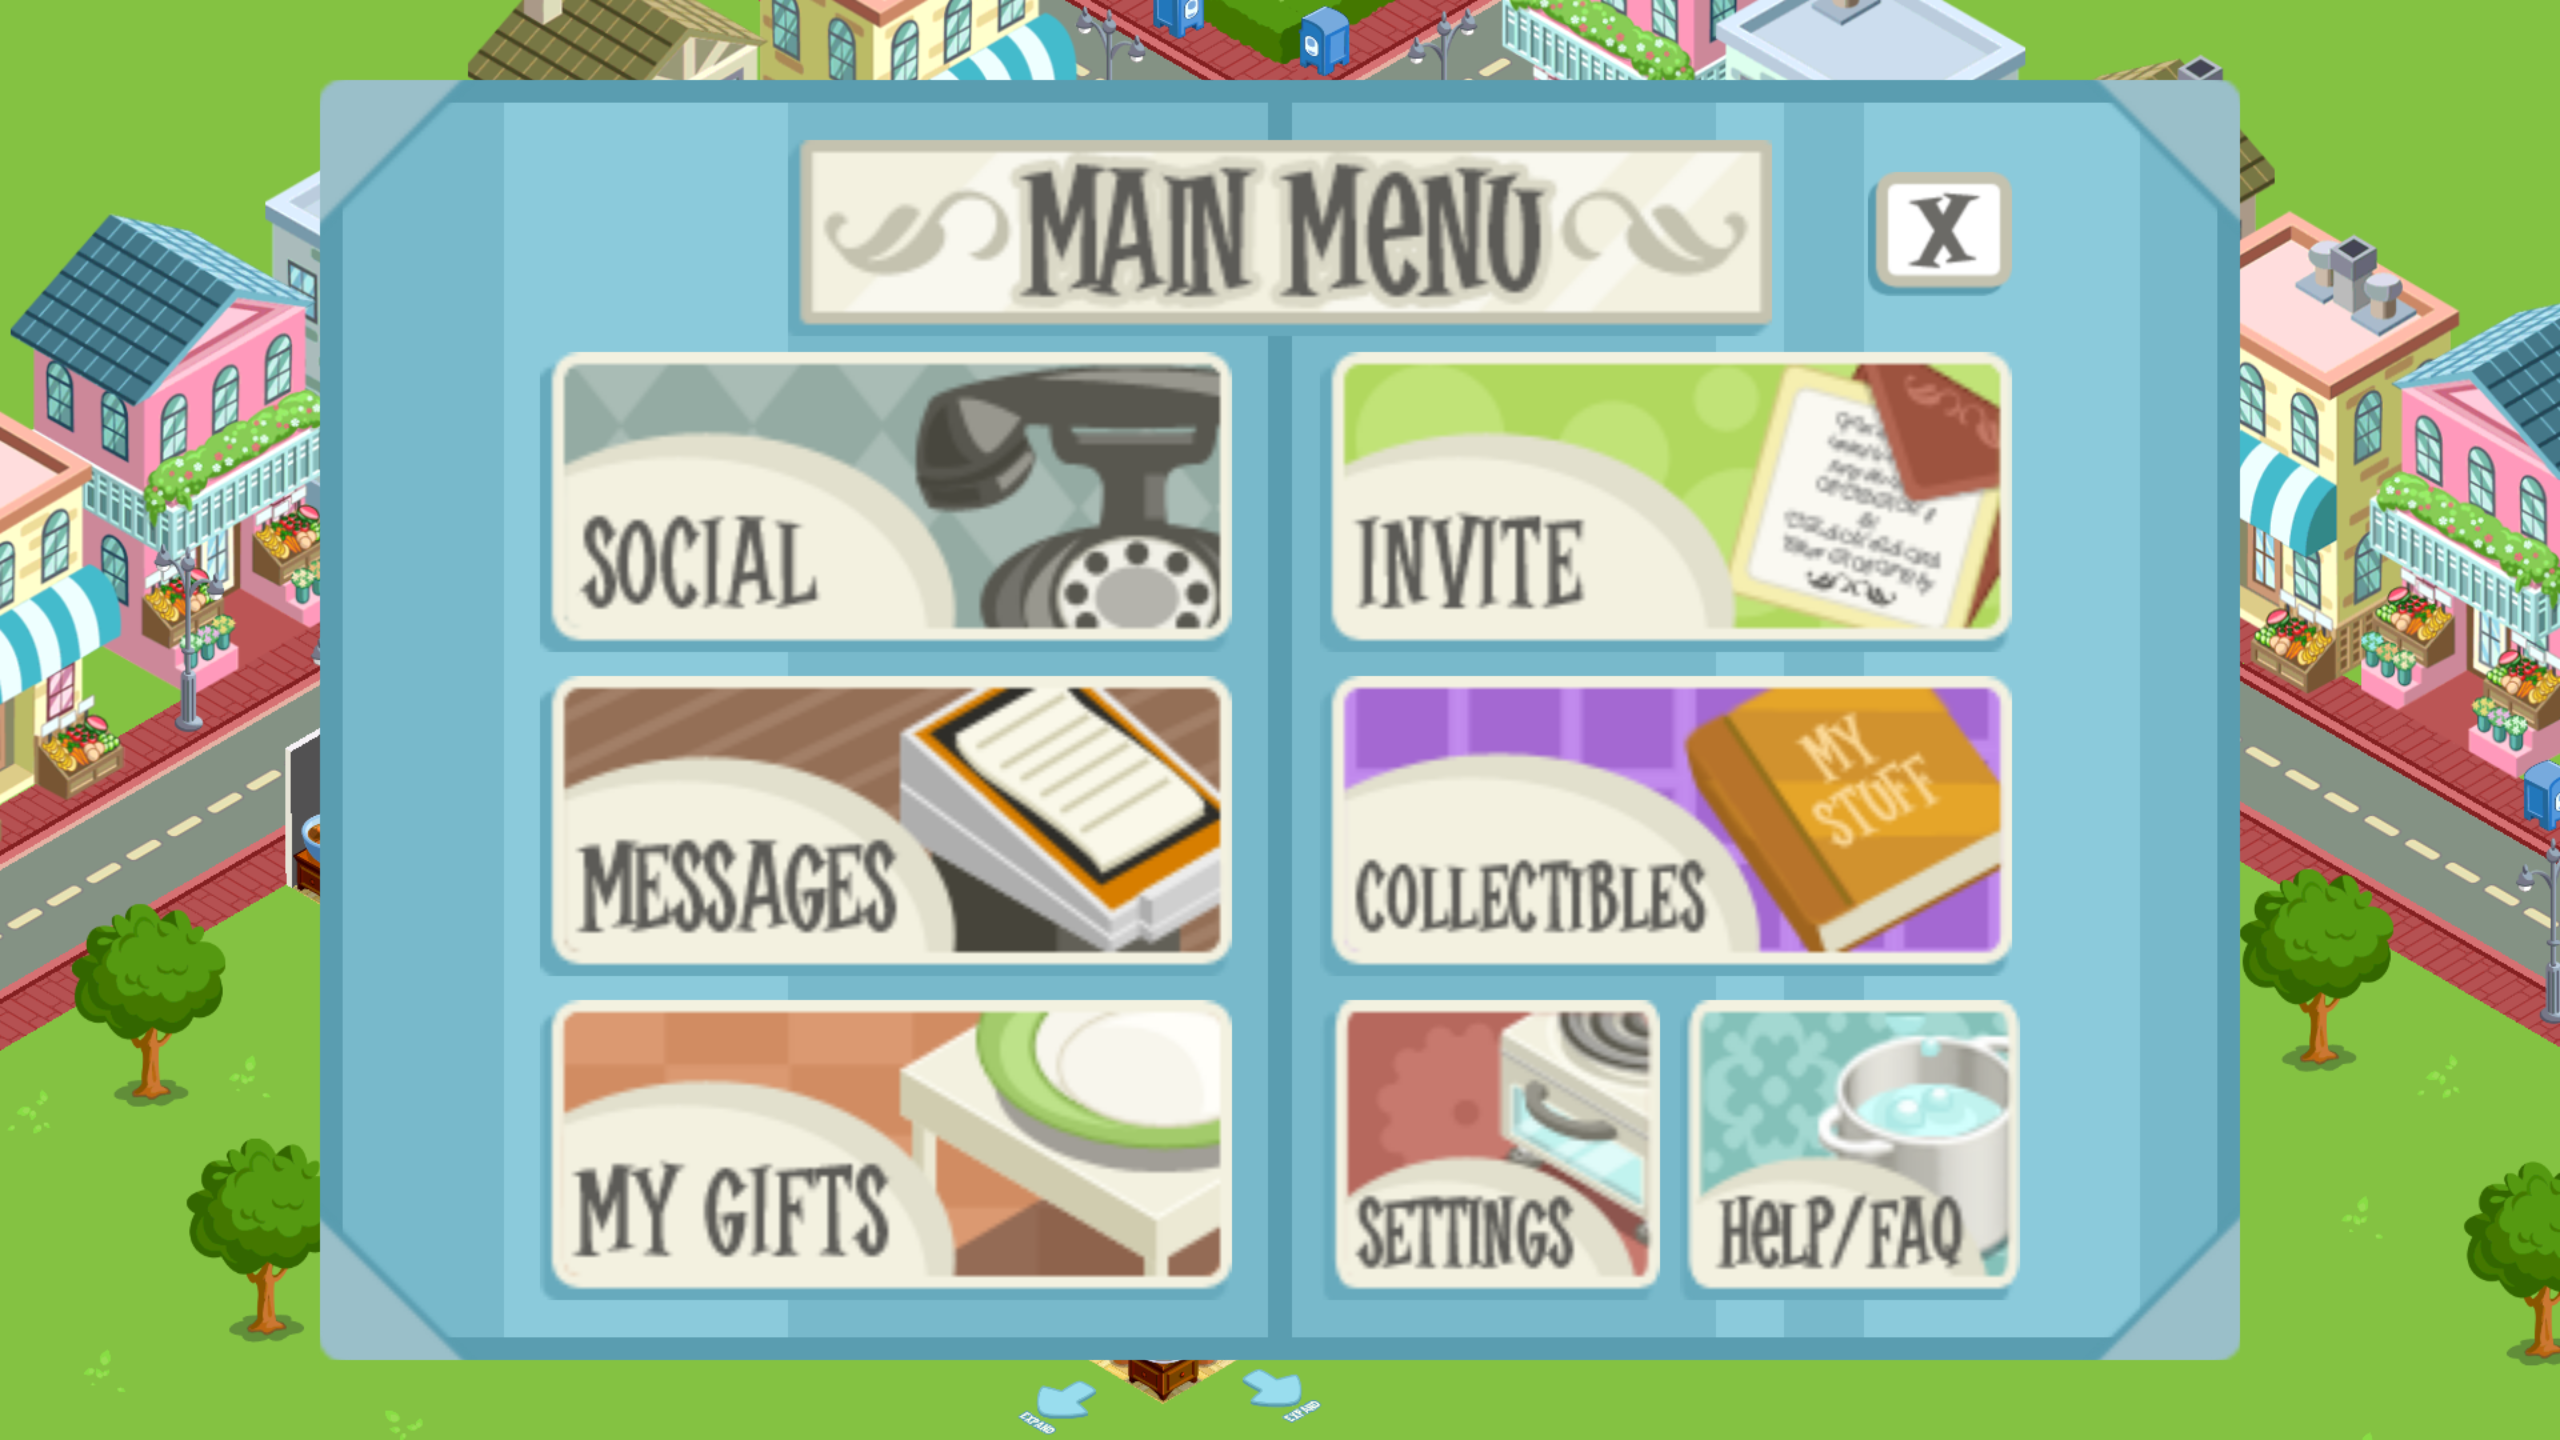 MAIN MENU
X
SOCIAL
INVITE
MESSAGES
MY
STUFF
COLLECTIBLES
MY GIFTS
SETTINGS
HELP/FAQ
EXPAND
EXPAND